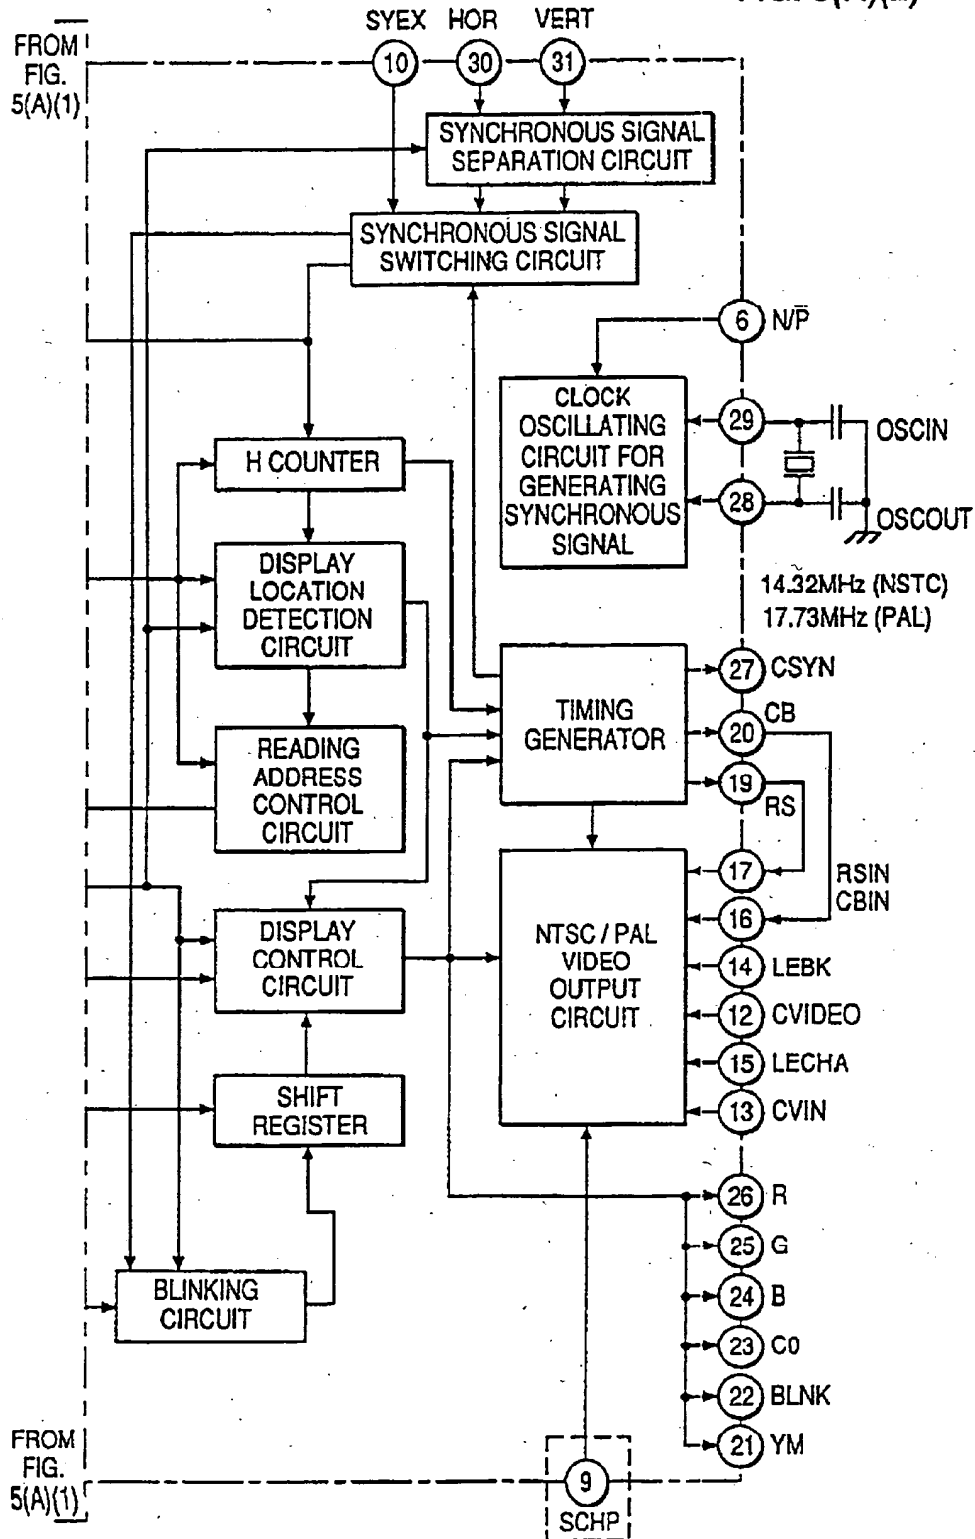 SYEX HOR VERT
FROM
FIG.
5(A)(1)
10 30 31
SYNCHRONOUS SIGNAL
SEPARATION CIRCUIT
SYNCHRONOUS SIGNAL
SWITCHING CIRCUIT
6 N/P̅
CLOCK
OSCILLATING
CIRCUIT FOR
GENERATING
SYNCHRONOUS
SIGNAL
29 OSCIN
28 OSCOUT
14.32MHz (NSTC)
17.73MHz (PAL)
H COUNTER
DISPLAY
LOCATION
DETECTION
CIRCUIT
READING
ADDRESS
CONTROL
CIRCUIT
TIMING
GENERATOR
27 CSYN
20 CB
19 RS
DISPLAY
CONTROL
CIRCUIT
NTSC / PAL
VIDEO
OUTPUT
CIRCUIT
17 RSIN
16 CBIN
14 LEBK
12 CVIDEO
15 LECHA
13 CVIN
SHIFT
REGISTER
BLINKING
CIRCUIT
26 R
25 G
24 B
23 C0
22 BLNK
21 YM
FROM
FIG.
5(A)(1)
9
SCHP